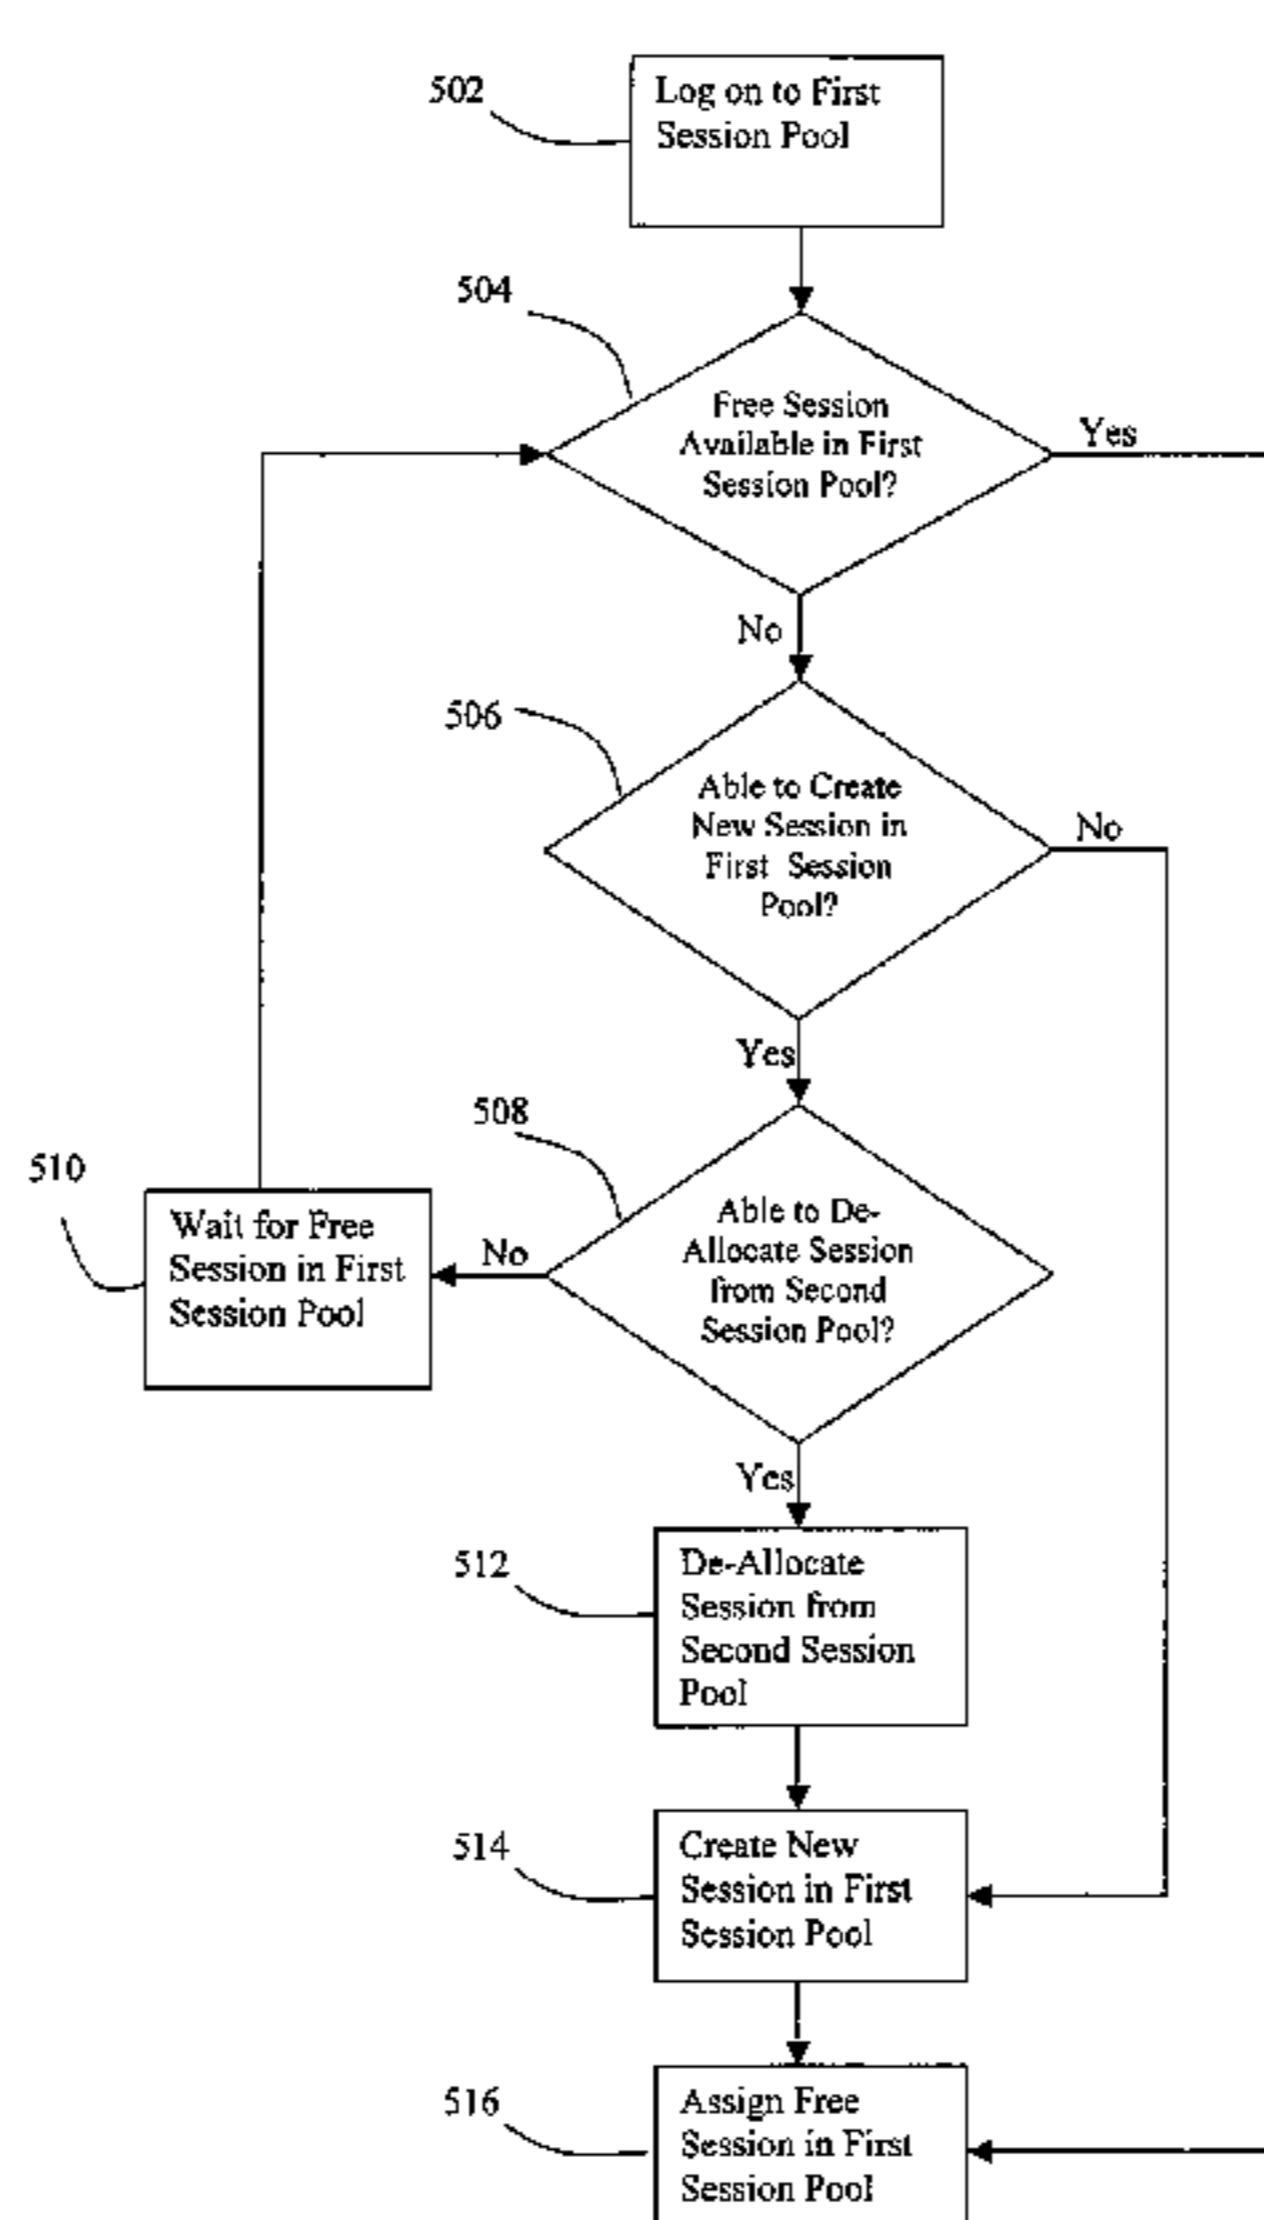 502
Log on to First
Session Pool
504
Free Session
Available in First
Session Pool?
Yes
No
506
Able to Create
New Session in
First Session
Pool?
No
Yes
508
Able to De-
Allocate Session
from Second
Session Pool?
510
Wait for Free
Session in First
Session Pool
No
Yes
512
De-Allocate
Session from
Second Session
Pool
514
Create New
Session in First
Session Pool
516
Assign Free
Session in First
Session Pool